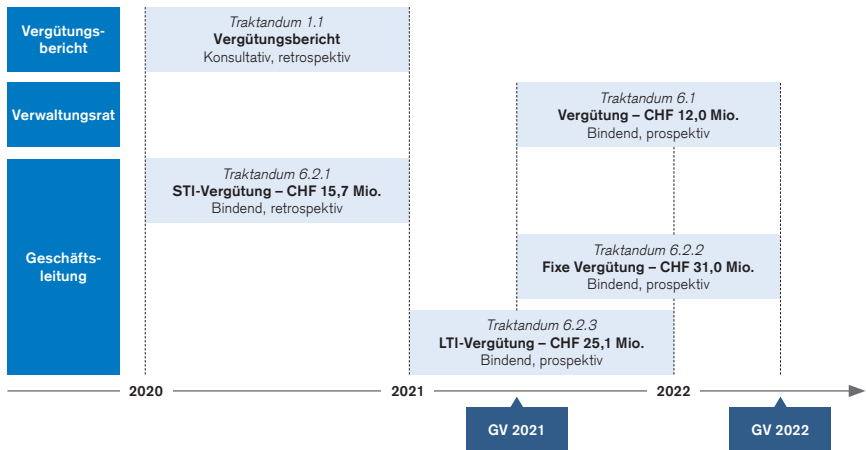 Vergütungs-
bericht
Traktandum 1.1
Vergütungsbericht
Konsultativ, retrospektiv
Verwaltungsrat
Traktandum 6.1
Vergütung – CHF 12,0 Mio.
Bindend, prospektiv
Geschäfts-
leitung
Traktandum 6.2.1
STI-Vergütung – CHF 15,7 Mio.
Bindend, retrospektiv
Traktandum 6.2.2
Fixe Vergütung – CHF 31,0 Mio.
Bindend, prospektiv
Traktandum 6.2.3
LTI-Vergütung – CHF 25,1 Mio.
Bindend, prospektiv
2020
2021
2022
GV 2021
GV 2022